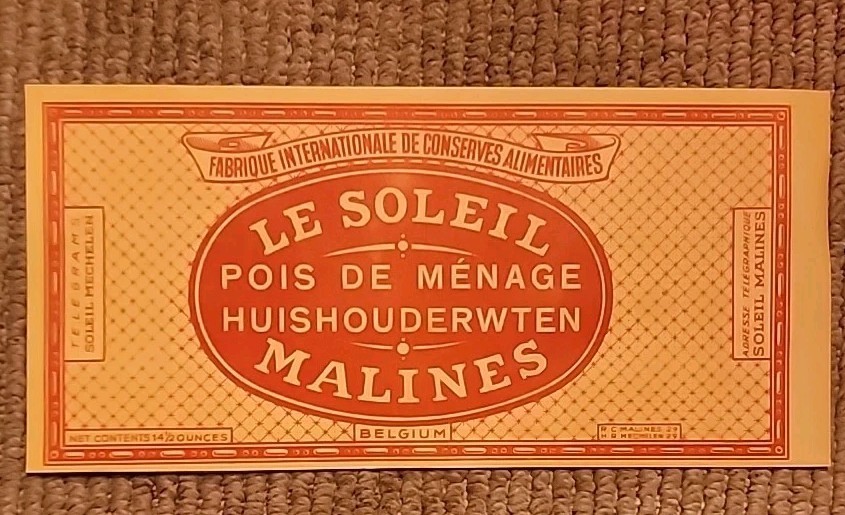 FABRIQUE INTERNATIONALE DE CONSERVES ALIMENTAIRES
LE SOLEIL
POIS DE MÉNAGE
HUISHOUDERWTEN
MALINES
TELEGRAM
SOLEIL MECHELEN
ADRESSE TELEGRAPHIQUE
SOLEIL MALINES
NET CONTENTS 14½ OUNCES
BELGIUM
R.C. MALINES 29
H.R. MECHELEN 29